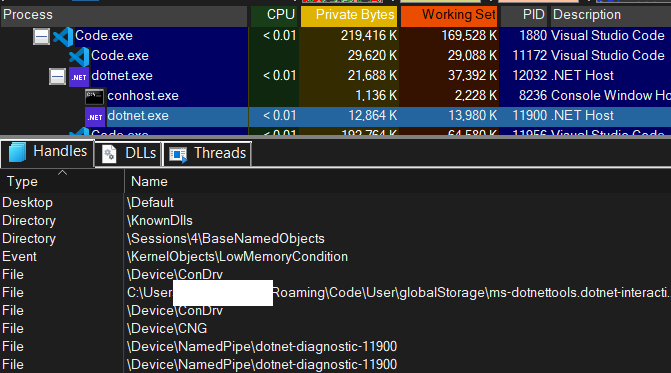 Process CPU Private Bytes Working Set PID Description
Code.exe < 0.01 219,416 K 169,528 K 1880 Visual Studio Code
Code.exe 29,620 K 29,088 K 11172 Visual Studio Code
.NET dotnet.exe < 0.01 21,688 K 37,392 K 12032 .NET Host
conhost.exe 1,136 K 2,228 K 8236 Console Window Ho
.NET dotnet.exe < 0.01 12,864 K 13,980 K 11900 .NET Host
Code.exe < 0.01 192,764 K 64,580 K 11956 Visual Studio Code
Handles DLLs Threads
Type Name
Desktop \Default
Directory \KnownDlls
Directory \Sessions\4\BaseNamedObjects
Event \KernelObjects\LowMemoryCondition
File \Device\ConDrv
File C:\User Roaming\Code\User\globalStorage\ms-dotnettools.dotnet-interacti...
File \Device\ConDrv
File \Device\CNG
File \Device\NamedPipe\dotnet-diagnostic-11900
File \Device\NamedPipe\dotnet-diagnostic-11900